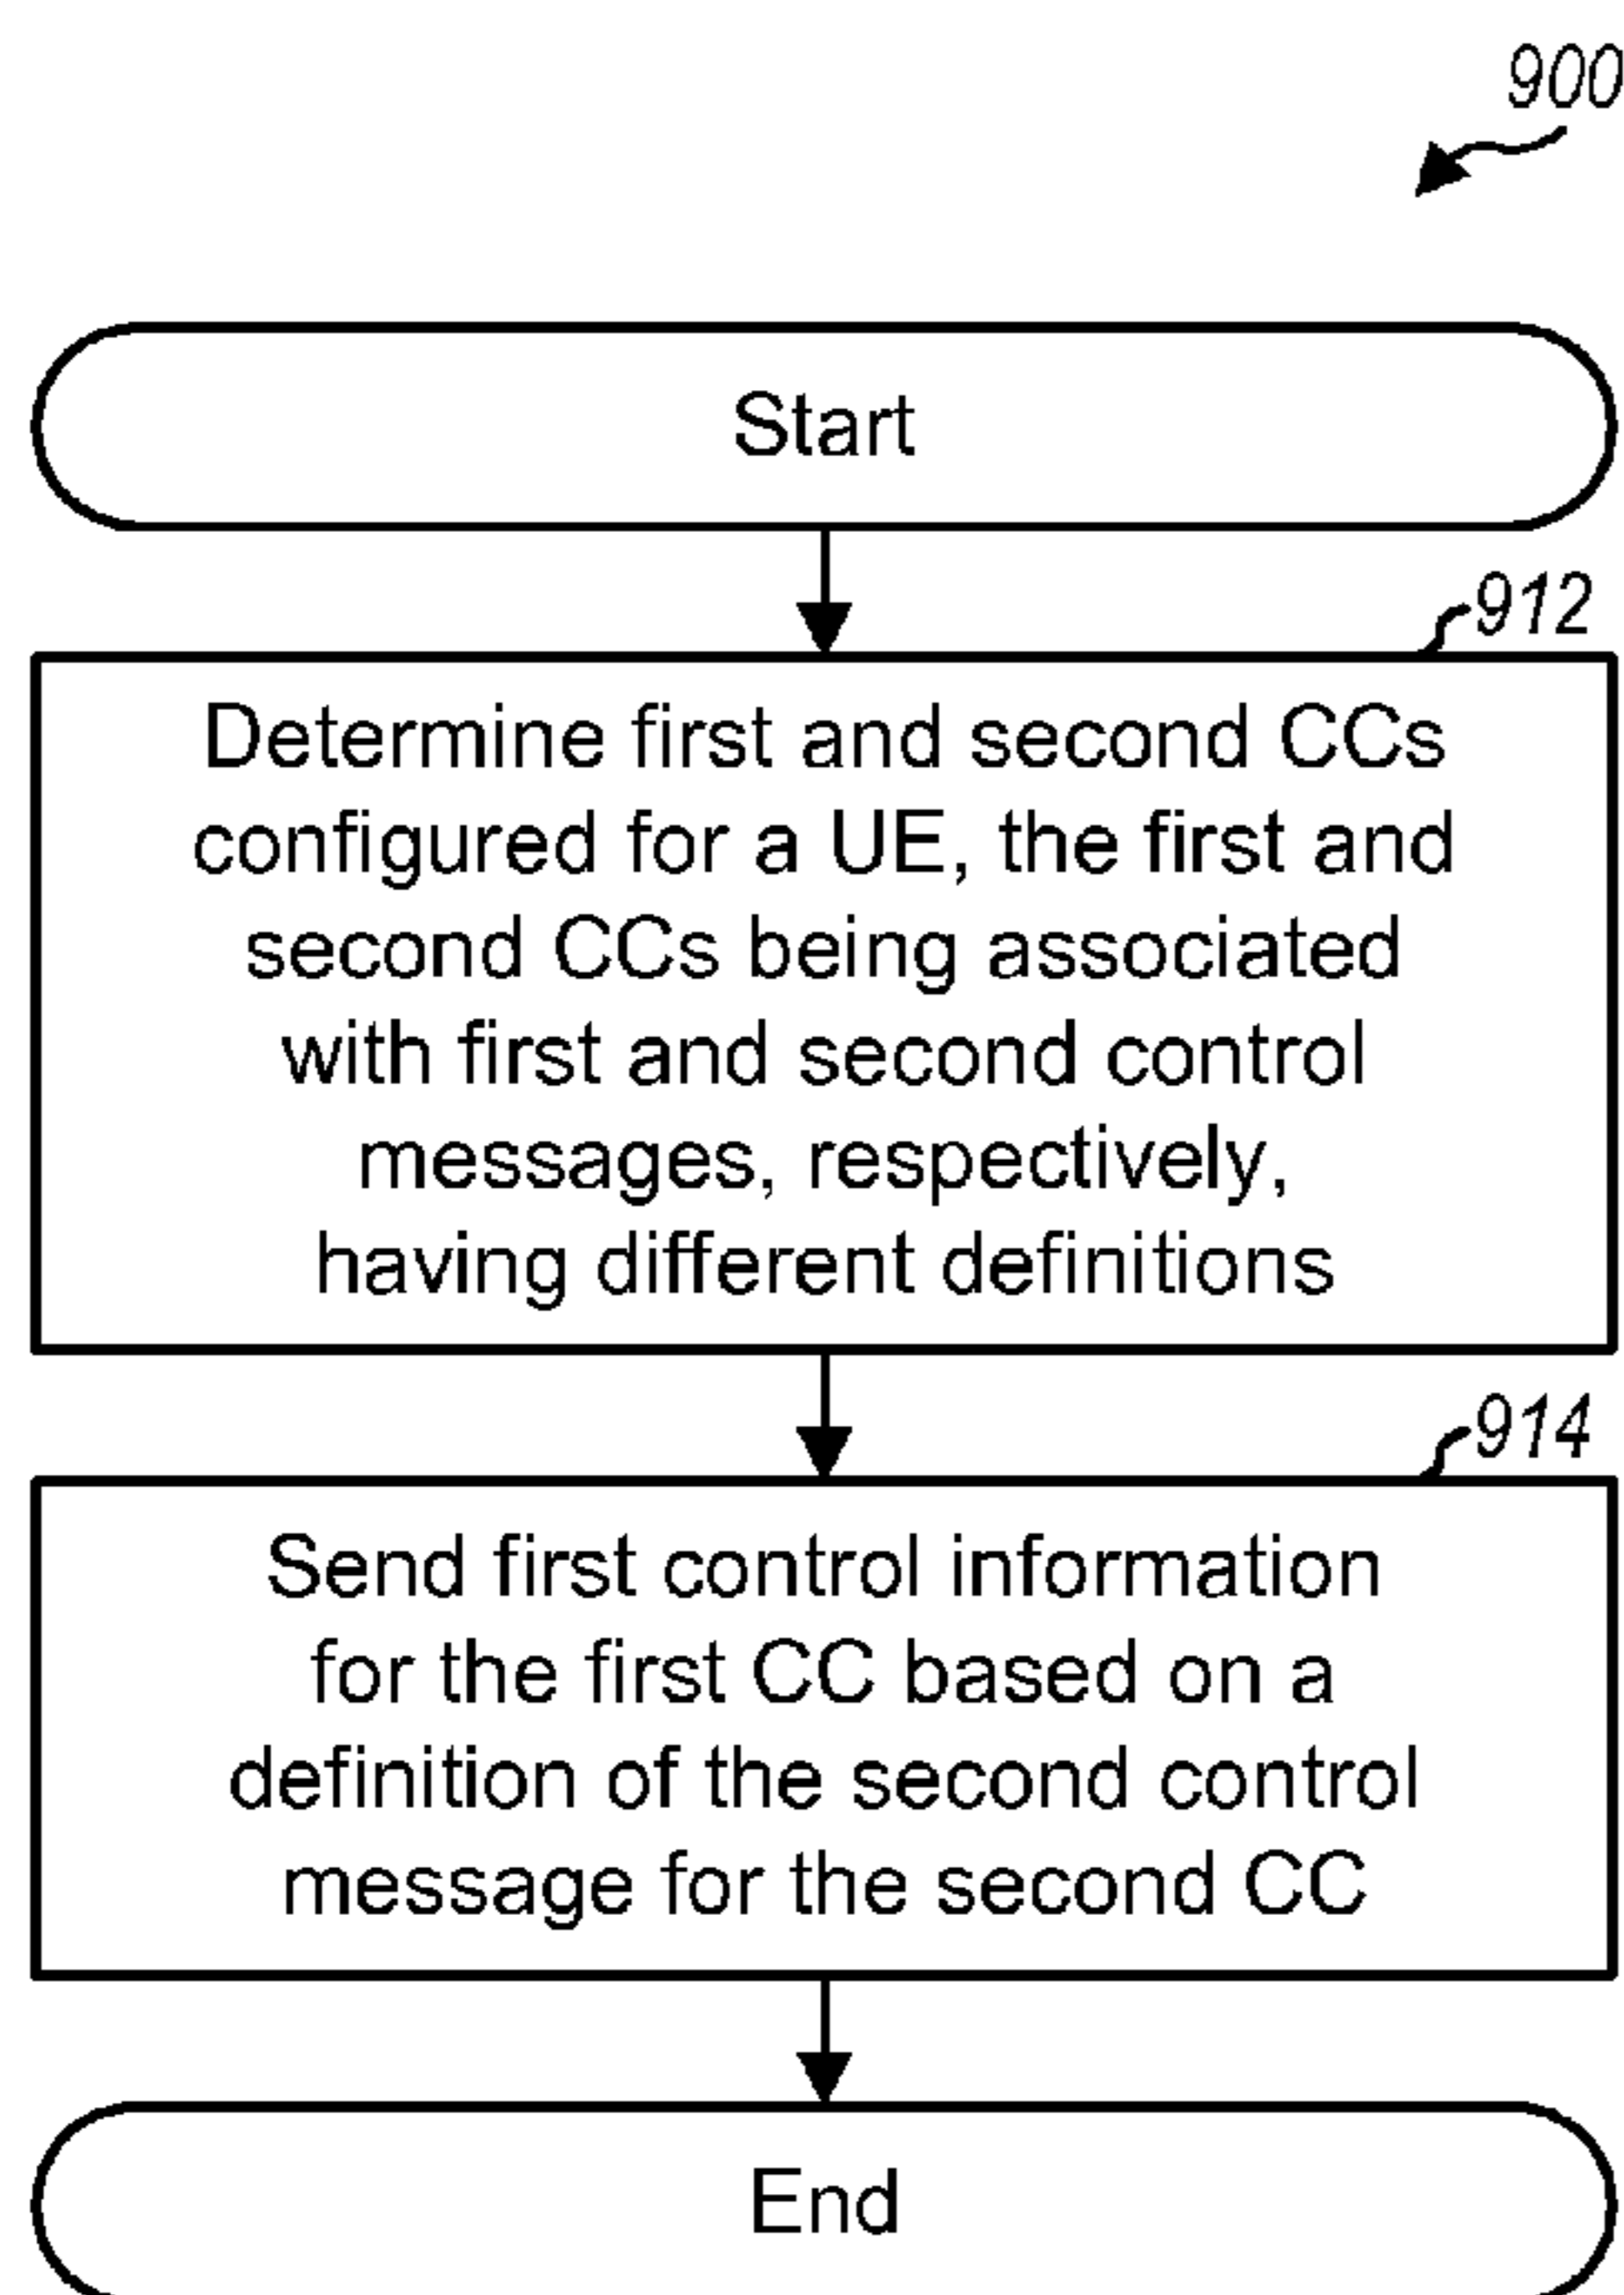 900
Start
912
Determine first and second CCs
configured for a UE, the first and
second CCs being associated
with first and second control
messages, respectively,
having different definitions
914
Send first control information
for the first CC based on a
definition of the second control
message for the second CC
End